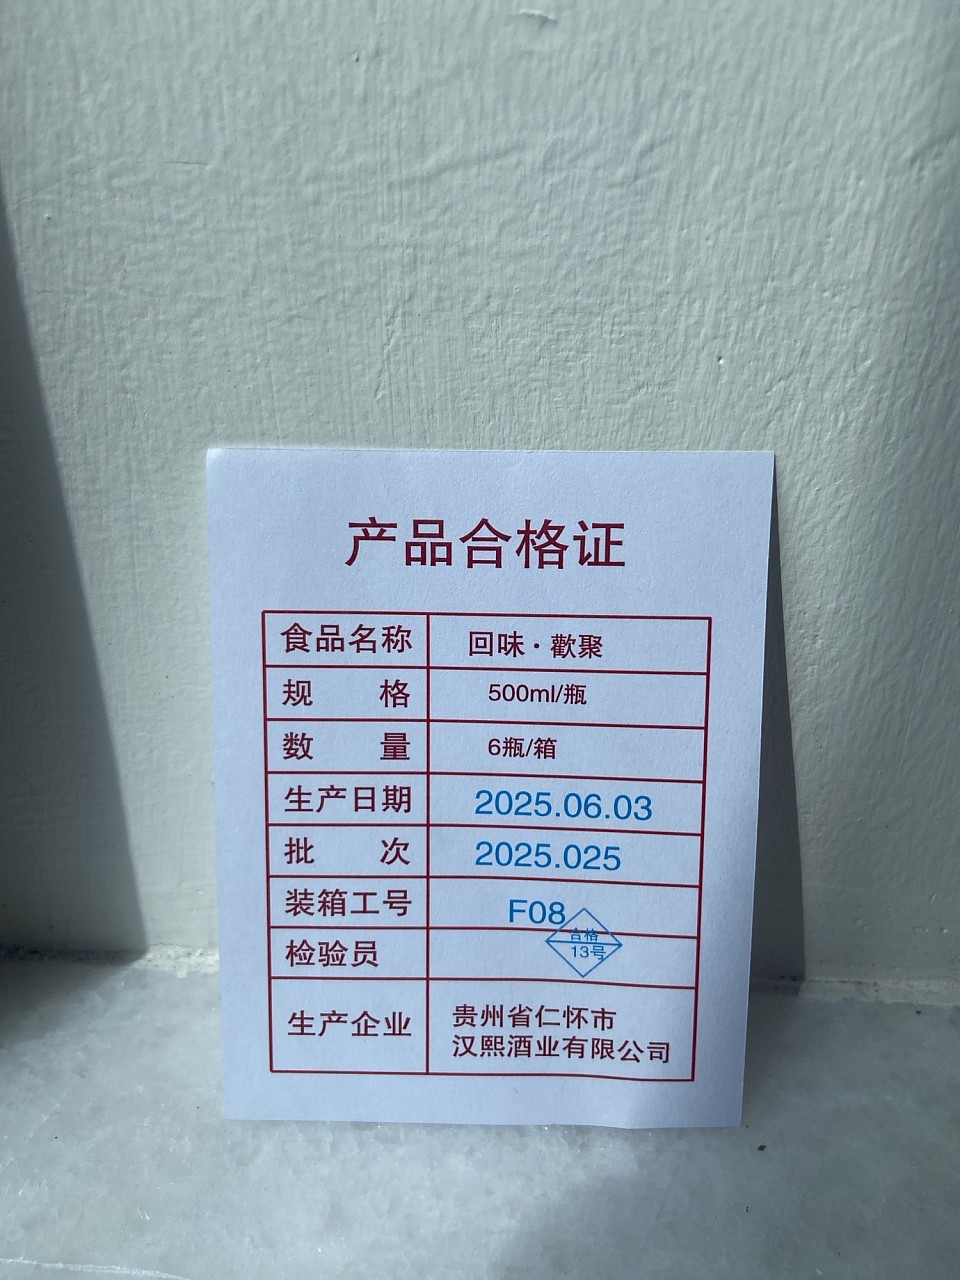 产品合格证
食品名称 回味·歡聚
规 格 500ml/瓶
数 量 6瓶/箱
生产日期 2025.06.03
批 次 2025.025
装箱工号 F08
检验员 合格
13号
生产企业 贵州省仁怀市
汉熙酒业有限公司